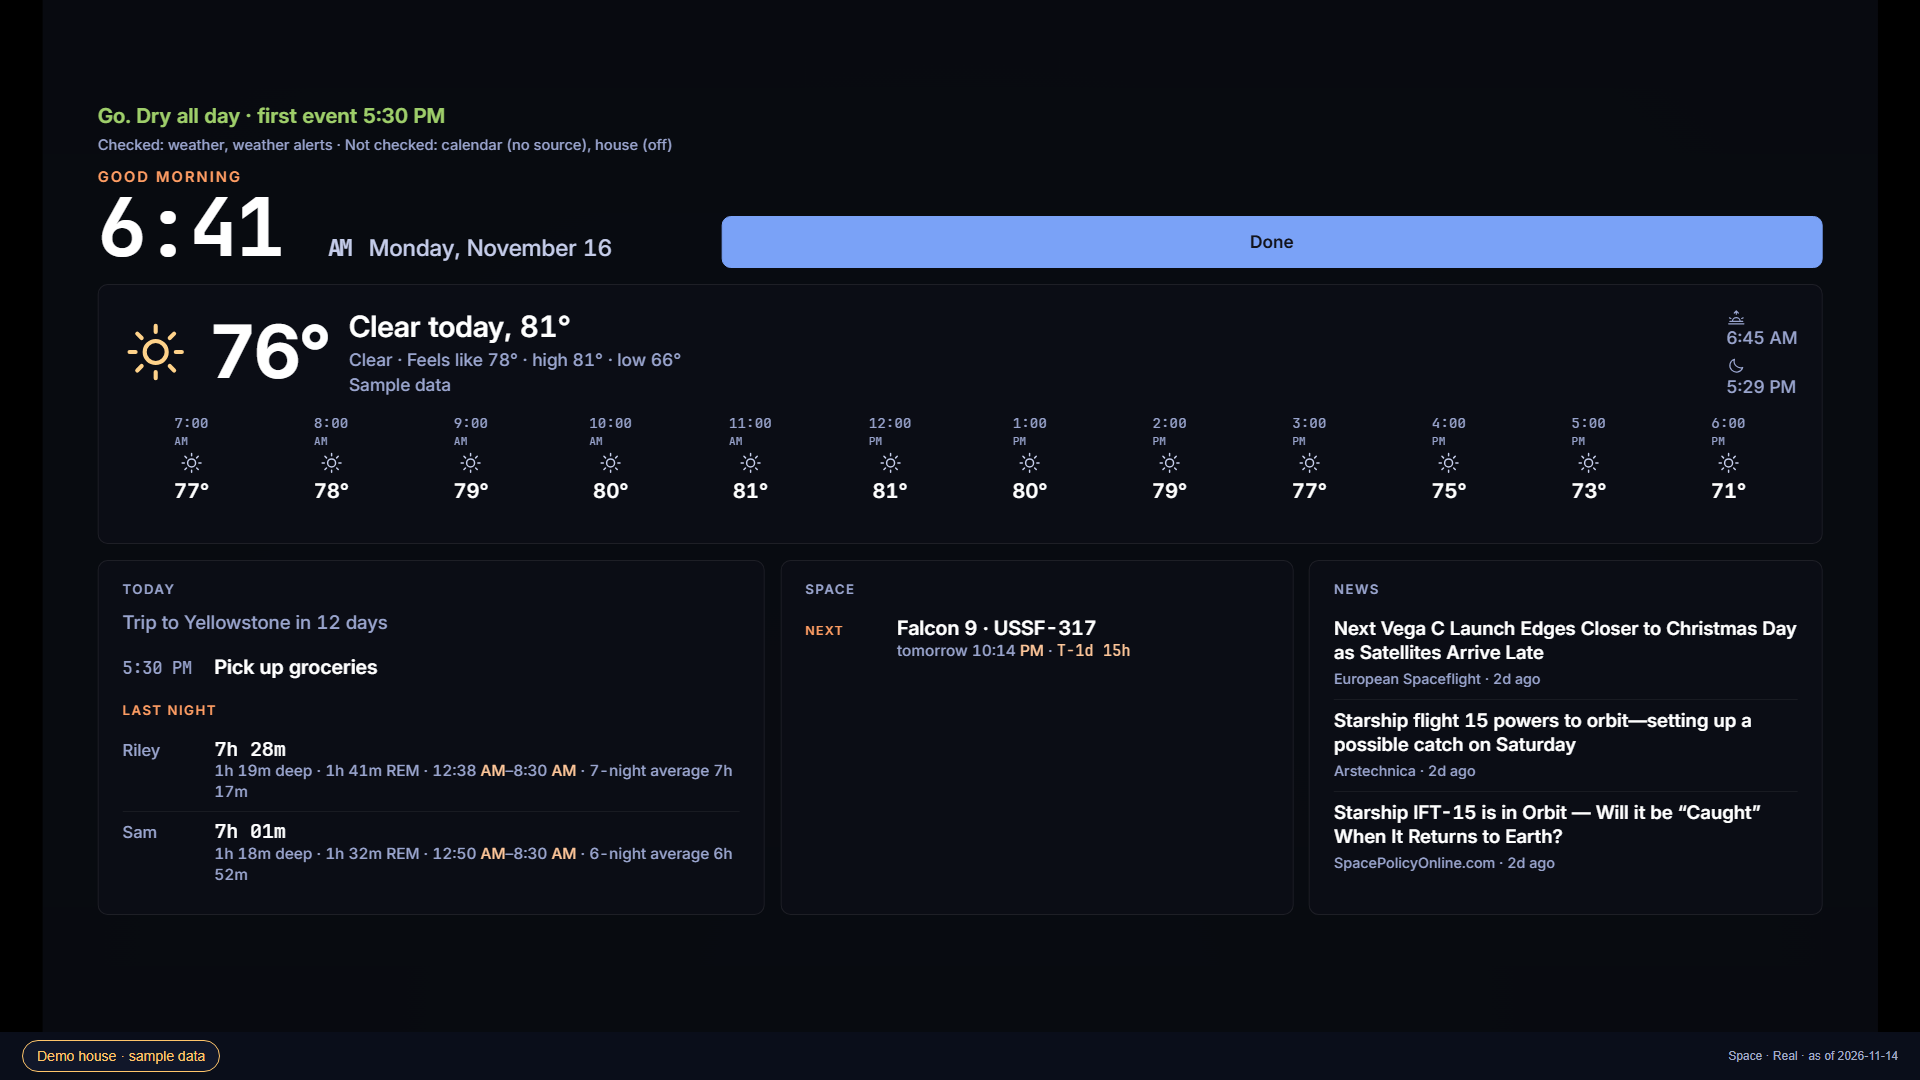 Go. Dry all day · first event 5:30 PM
Checked: weather, weather alerts · Not checked: calendar (no source), house (off)
GOOD MORNING
6:41 AM Monday, November 16
Done
76°
Clear today, 81°
Clear · Feels like 78° · high 81° · low 66°
Sample data
6:45 AM
5:29 PM
7:00 AM 8:00 AM 9:00 AM 10:00 AM 11:00 AM 12:00 PM 1:00 PM 2:00 PM 3:00 PM 4:00 PM 5:00 PM 6:00 PM
77° 78° 79° 80° 81° 81° 80° 79° 77° 75° 73° 71°
TODAY
Trip to Yellowstone in 12 days
5:30 PM Pick up groceries
LAST NIGHT
Riley 7h 28m
1h 19m deep · 1h 41m REM · 12:38 AM–8:30 AM · 7-night average 7h
17m
Sam 7h 01m
1h 18m deep · 1h 32m REM · 12:50 AM–8:30 AM · 6-night average 6h
52m
SPACE
NEXT Falcon 9 · USSF-317
tomorrow 10:14 PM · T-1d 15h
NEWS
Next Vega C Launch Edges Closer to Christmas Day
as Satellites Arrive Late
European Spaceflight · 2d ago
Starship flight 15 powers to orbit—setting up a
possible catch on Saturday
Arstechnica · 2d ago
Starship IFT-15 is in Orbit — Will it be “Caught”
When It Returns to Earth?
SpacePolicyOnline.com · 2d ago
Demo house · sample data
Space · Real · as of 2026-11-14